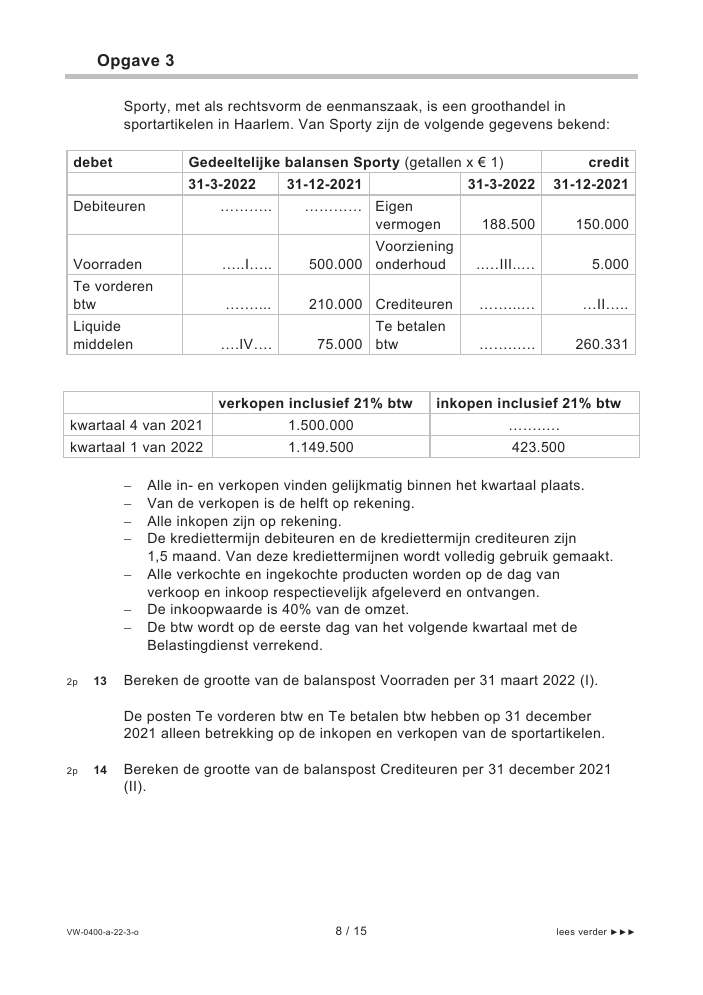 Opgave 3
Sporty, met als rechtsvorm de eenmanszaak, is een groothandel in
sportartikelen in Haarlem. Van Sporty zijn de volgende gegevens bekend:
debet Gedeeltelijke balansen Sporty (getallen x € 1) credit
31-3-2022 31-12-2021 31-3-2022 31-12-2021
Debiteuren ……….. ………… Eigen
vermogen 188.500 150.000
Voorziening
Voorraden …..I….. 500.000 onderhoud …..III.…. 5.000
Te vorderen
btw …….... 210.000 Crediteuren ………..… …II…..
Liquide Te betalen
middelen ….IV…. 75.000 btw ………… 260.331
verkopen inclusief 21% btw inkopen inclusief 21% btw
kwartaal 4 van 2021 1.500.000 ………..
kwartaal 1 van 2022 1.149.500 423.500
– Alle in- en verkopen vinden gelijkmatig binnen het kwartaal plaats.
– Van de verkopen is de helft op rekening.
– Alle inkopen zijn op rekening.
– De krediettermijn debiteuren en de krediettermijn crediteuren zijn
1,5 maand. Van deze krediettermijnen wordt volledig gebruik gemaakt.
– Alle verkochte en ingekochte producten worden op de dag van
verkoop en inkoop respectievelijk afgeleverd en ontvangen.
– De inkoopwaarde is 40% van de omzet.
– De btw wordt op de eerste dag van het volgende kwartaal met de
Belastingdienst verrekend.
2p 13 Bereken de grootte van de balanspost Voorraden per 31 maart 2022 (I).
De posten Te vorderen btw en Te betalen btw hebben op 31 december
2021 alleen betrekking op de inkopen en verkopen van de sportartikelen.
2p 14 Bereken de grootte van de balanspost Crediteuren per 31 december 2021
(II).
VW-0400-a-22-3-o 8 / 15 lees verder ►►►